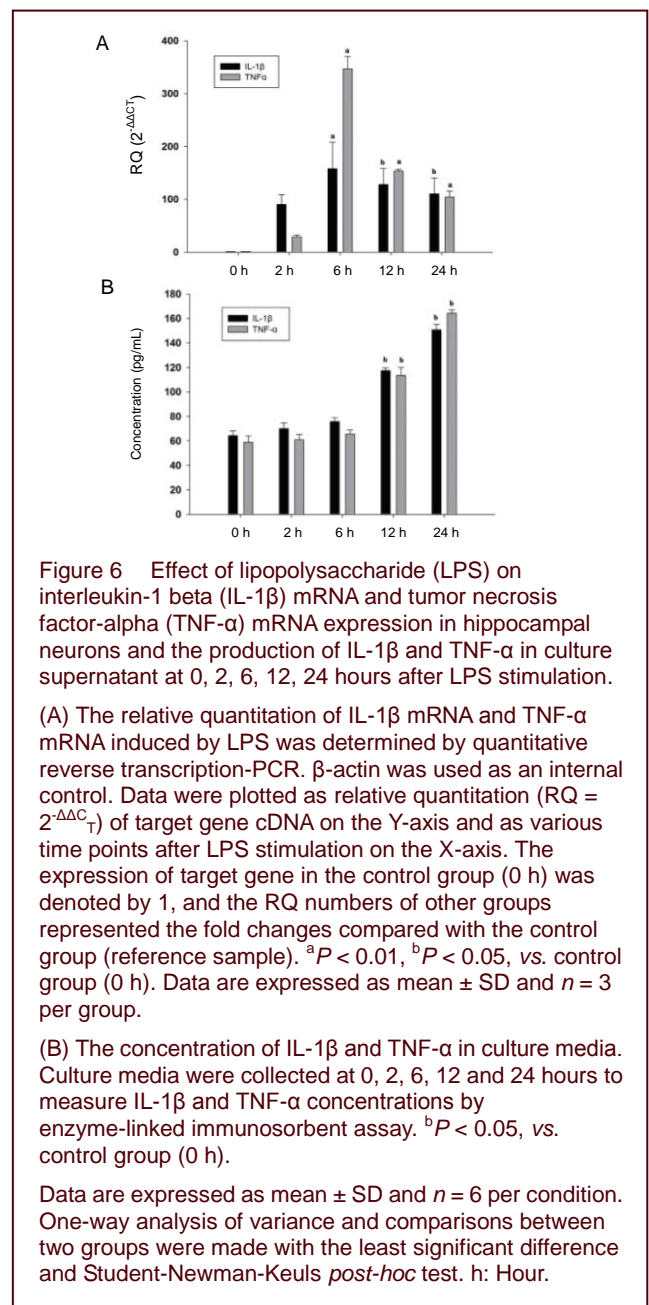 A
400
300
200
100
0
RQ (2^-ΔΔCT)
IL-1β
TNFα
a
a
b
a
b
a
0 h 2 h 6 h 12 h 24 h
B
180
160
140
120
100
80
60
40
20
0
Concentration (pg/mL)
IL-1β
TNF-α
b
b
b
b
0 h 2 h 6 h 12 h 24 h
Figure 6 Effect of lipopolysaccharide (LPS) on
interleukin-1 beta (IL-1β) mRNA and tumor necrosis
factor-alpha (TNF-α) mRNA expression in hippocampal
neurons and the production of IL-1β and TNF-α in culture
supernatant at 0, 2, 6, 12, 24 hours after LPS stimulation.
(A) The relative quantitation of IL-1β mRNA and TNF-α
mRNA induced by LPS was determined by quantitative
reverse transcription-PCR. β-actin was used as an internal
control. Data were plotted as relative quantitation (RQ =
2^-ΔΔC_T) of target gene cDNA on the Y-axis and as various
time points after LPS stimulation on the X-axis. The
expression of target gene in the control group (0 h) was
denoted by 1, and the RQ numbers of other groups
represented the fold changes compared with the control
group (reference sample). ^aP < 0.01, ^bP < 0.05, vs. control
group (0 h). Data are expressed as mean ± SD and n = 3
per group.
(B) The concentration of IL-1β and TNF-α in culture media.
Culture media were collected at 0, 2, 6, 12 and 24 hours to
measure IL-1β and TNF-α concentrations by
enzyme-linked immunosorbent assay. ^bP < 0.05, vs.
control group (0 h).
Data are expressed as mean ± SD and n = 6 per condition.
One-way analysis of variance and comparisons between
two groups were made with the least significant difference
and Student-Newman-Keuls post-hoc test. h: Hour.